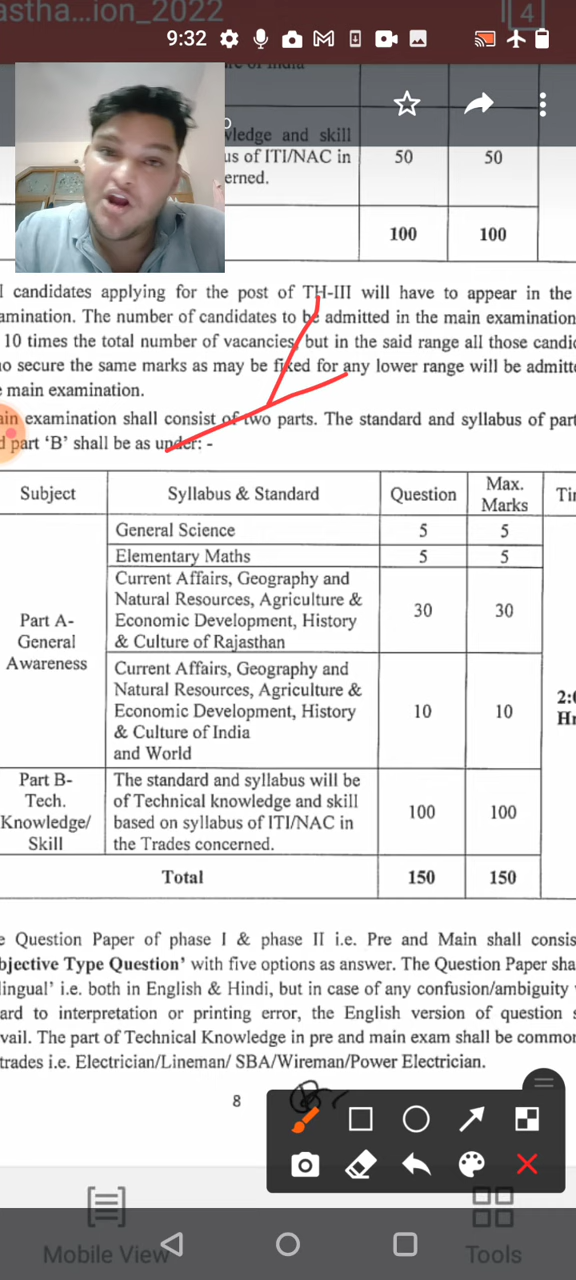 astha...ion_2022
4
9:32
wledge and skill
us of ITI/NAC in 50 50
erned.
100 100
l candidates applying for the post of TH-III will have to appear in the
amination. The number of candidates to be admitted in the main examination
10 times the total number of vacancies, but in the said range all those candic
no secure the same marks as may be fixed for any lower range will be admitte
e main examination.
ain examination shall consist of two parts. The standard and syllabus of part
d part ‘B’ shall be as under: -
Subject Syllabus & Standard Question Max. Marks Tir
General Science 5 5
Elementary Maths 5 5
Part A- General Awareness
Current Affairs, Geography and
Natural Resources, Agriculture &
Economic Development, History
& Culture of Rajasthan
30 30
Current Affairs, Geography and
Natural Resources, Agriculture &
Economic Development, History
& Culture of India
and World
10 10
2:0
Hr
Part B-
Tech.
Knowledge/
Skill
The standard and syllabus will be
of Technical knowledge and skill
based on syllabus of ITI/NAC in
the Trades concerned.
100 100
Total 150 150
e Question Paper of phase I & phase II i.e. Pre and Main shall consis
bjective Type Question’ with five options as answer. The Question Paper sha
lingual’ i.e. both in English & Hindi, but in case of any confusion/ambiguity
ard to interpretation or printing error, the English version of question s
vail. The part of Technical Knowledge in pre and main exam shall be common
trades i.e. Electrician/Lineman/ SBA/Wireman/Power Electrician.
8
Mobile View
Tools